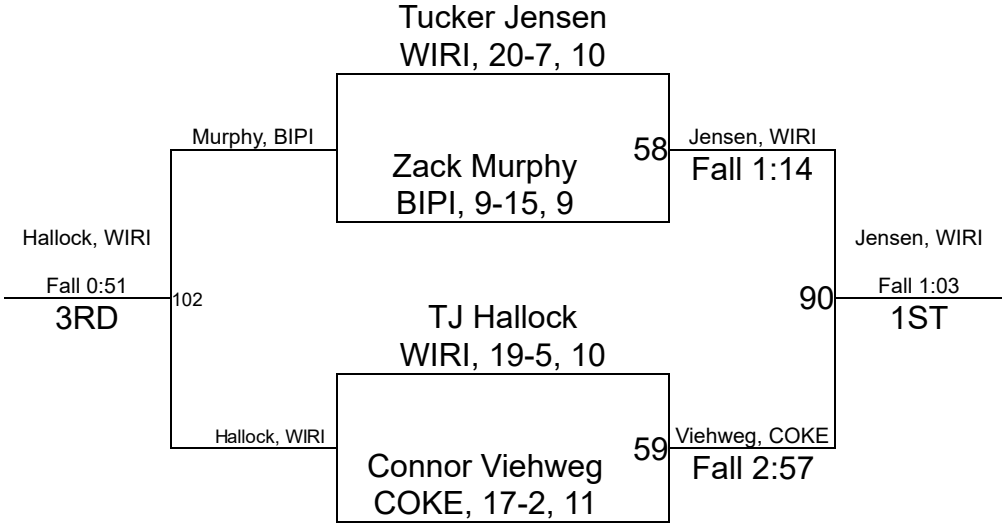 Tucker Jensen
WIRI, 20-7, 10
Murphy, BIPI
58
Jensen, WIRI
Zack Murphy
Fall 1:14
BIPI, 9-15, 9
Hallock, WIRI
Jensen, WIRI
Fall 0:51
102
90
Fall 1:03
3RD
TJ Hallock
1ST
WIRI, 19-5, 10
Hallock, WIRI
59
Viehweg, COKE
Connor Viehweg
Fall 2:57
COKE, 17-2, 11